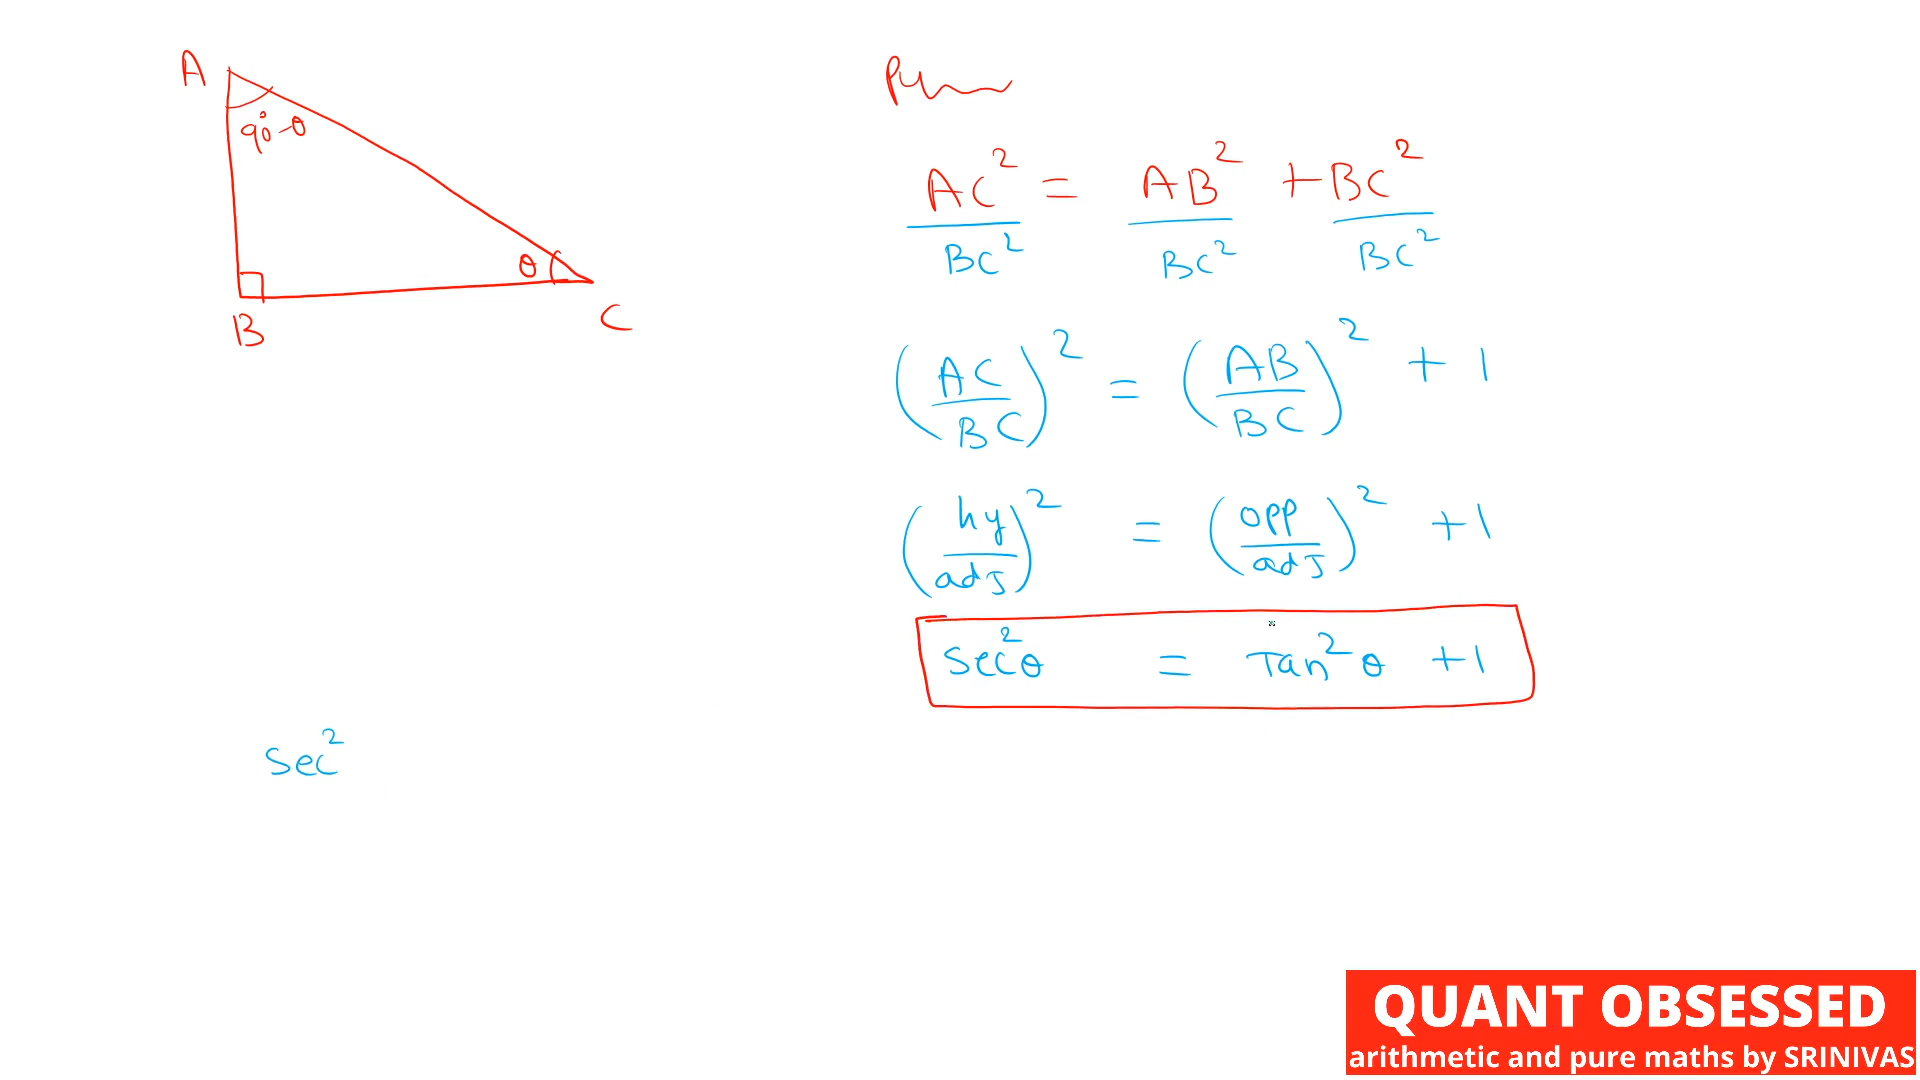 A
90°-θ
θ
B
C
AC² = AB² + BC²
BC² BC² BC²
(AC/BC)² = (AB/BC)² + 1
(hy/adj)² = (opp/adj)² +1
sec²θ = Tan²θ +1
sec²
QUANT OBSESSED
arithmetic and pure maths by SRINIVAS